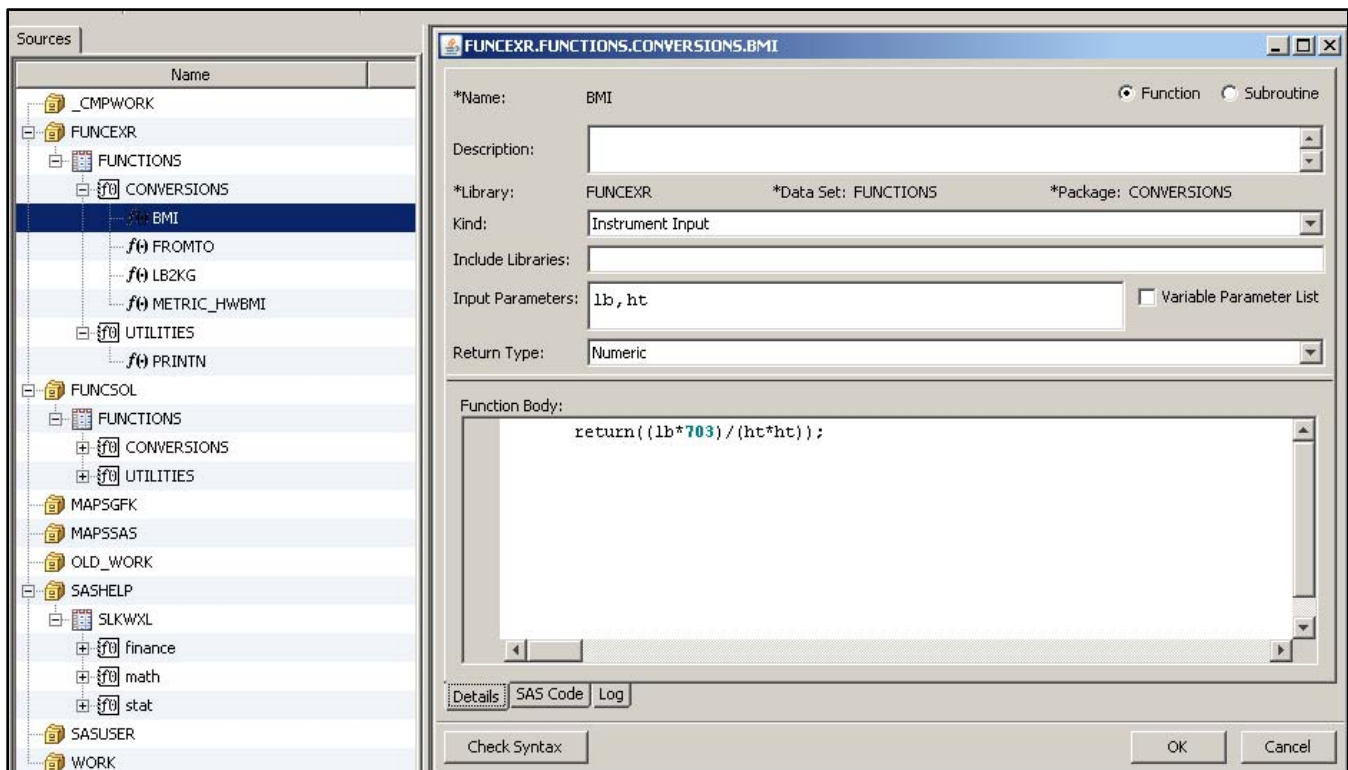 Sources
Name
_CMPWORK
FUNCEXR
FUNCTIONS
f() CONVERSIONS
f() BMI
f() FROMTO
f() LB2KG
f() METRIC_HWBMI
f() UTILITIES
f() PRINTN
FUNCSOL
FUNCTIONS
f() CONVERSIONS
f() UTILITIES
MAPSGFK
MAPSSAS
OLD_WORK
SASHELP
SLKWXL
f() finance
f() math
f() stat
SASUSER
WORK
FUNCEXR.FUNCTIONS.CONVERSIONS.BMI
*Name: BMI Function Subroutine
Description:
*Library: FUNCEXR *Data Set: FUNCTIONS *Package: CONVERSIONS
Kind: Instrument Input
Include Libraries:
Input Parameters: lb,ht Variable Parameter List
Return Type: Numeric
Function Body:
return((lb*703)/(ht*ht));
Details SAS Code Log
Check Syntax OK Cancel